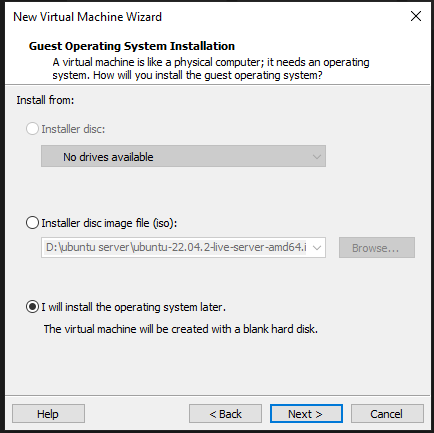 New Virtual Machine Wizard
Guest Operating System Installation
A virtual machine is like a physical computer; it needs an operating
system. How will you install the guest operating system?
Install from:
Installer disc:
No drives available
Installer disc image file (iso):
D:\ubuntu server\ubuntu-22.04.2-live-server-amd64.i
Browse...
I will install the operating system later.
The virtual machine will be created with a blank hard disk.
Help
< Back
Next >
Cancel